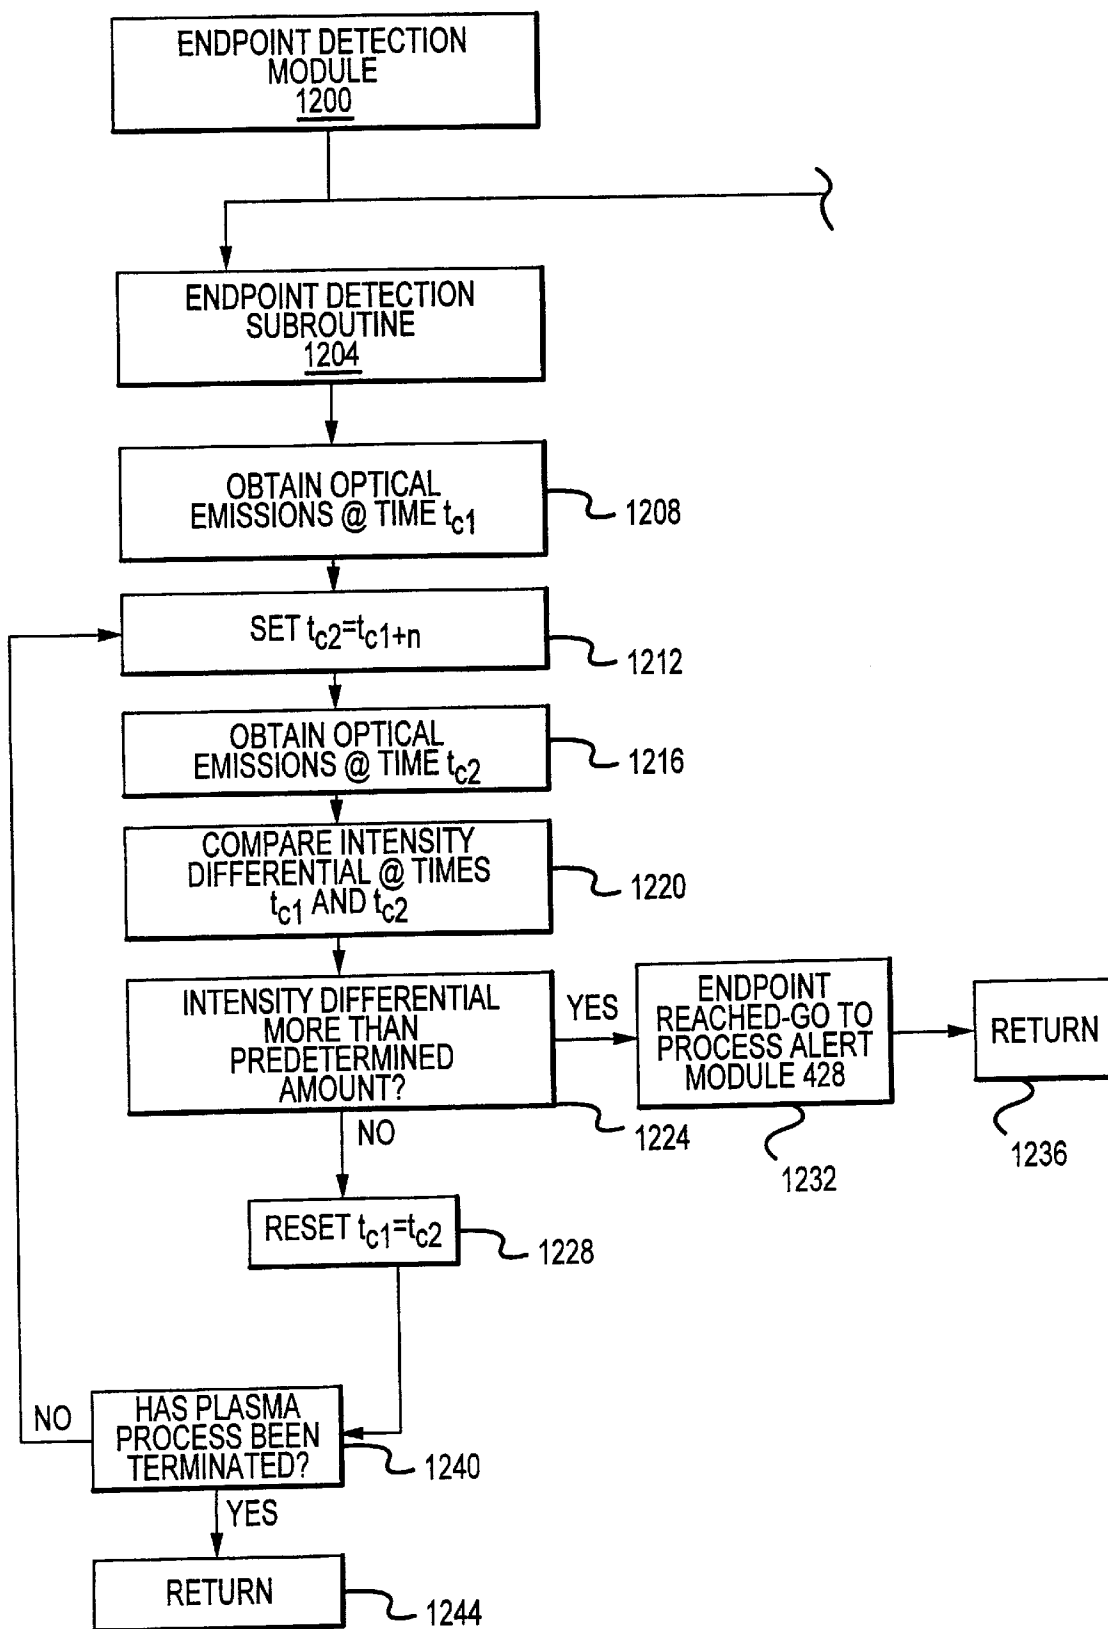 ENDPOINT DETECTION
MODULE
1200
ENDPOINT DETECTION
SUBROUTINE
1204
OBTAIN OPTICAL
EMISSIONS @ TIME tc1
1208
SET tc2=tc1+n
1212
OBTAIN OPTICAL
EMISSIONS @ TIME tc2
1216
COMPARE INTENSITY
DIFFERENTIAL @ TIMES
tc1 AND tc2
1220
INTENSITY DIFFERENTIAL
MORE THAN
PREDETERMINED
AMOUNT?
1224
YES
ENDPOINT
REACHED-GO TO
PROCESS ALERT
MODULE 428
1232
RETURN
1236
NO
RESET tc1=tc2
1228
HAS PLASMA
PROCESS BEEN
TERMINATED?
1240
NO
YES
RETURN
1244